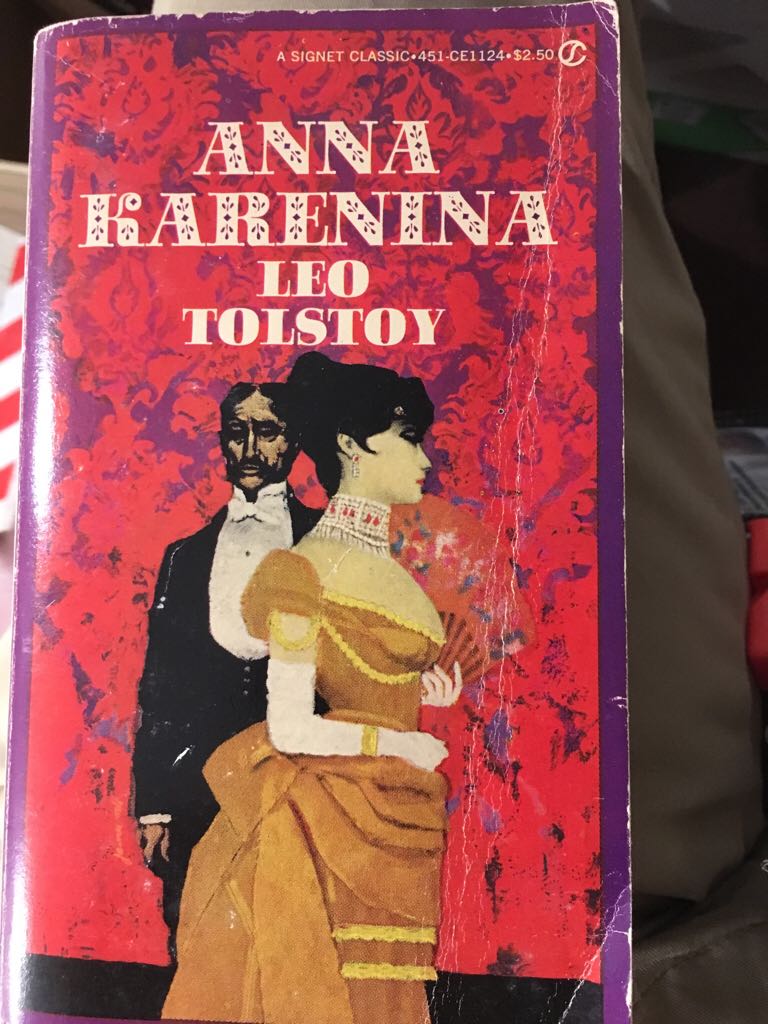 A SIGNET CLASSIC•451-CE1124•$2.50
ANNA
KARENINA
LEO
TOLSTOY